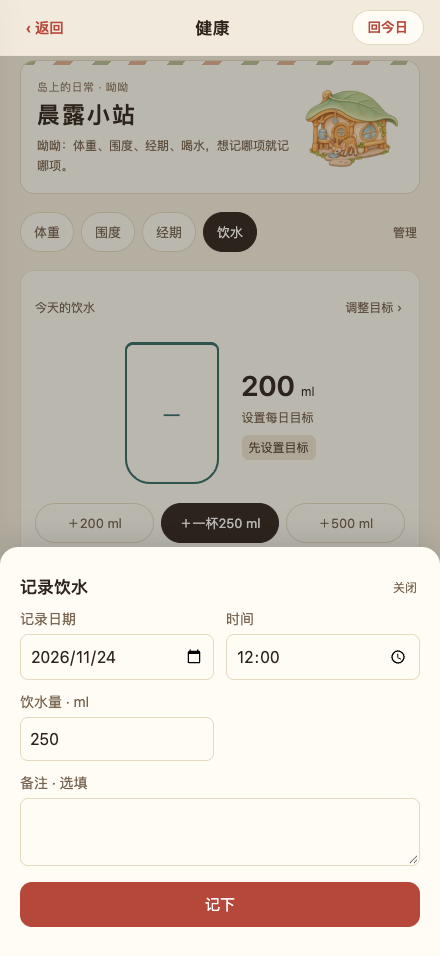 ‹ 返回
健康
回今日
岛上的日常 · 呦呦
晨露小站
呦呦：体重、围度、经期、喝水，想记哪项就记
哪项。
体重
围度
经期
饮水
管理
今天的饮水
调整目标 ›
—
200 ml
设置每日目标
先设置目标
＋200 ml
＋一杯250 ml
＋500 ml
记录饮水
关闭
记录日期
时间
2026/11/24
12:00
饮水量 · ml
250
备注 · 选填
记下